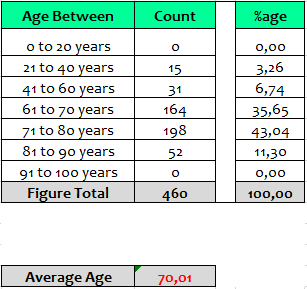 Age Between Count %age
0 to 20 years 0 0,00
21 to 40 years 15 3,26
41 to 60 years 31 6,74
61 to 70 years 164 35,65
71 to 80 years 198 43,04
81 to 90 years 52 11,30
91 to 100 years 0 0,00
Figure Total 460 100,00
Average Age 70,01